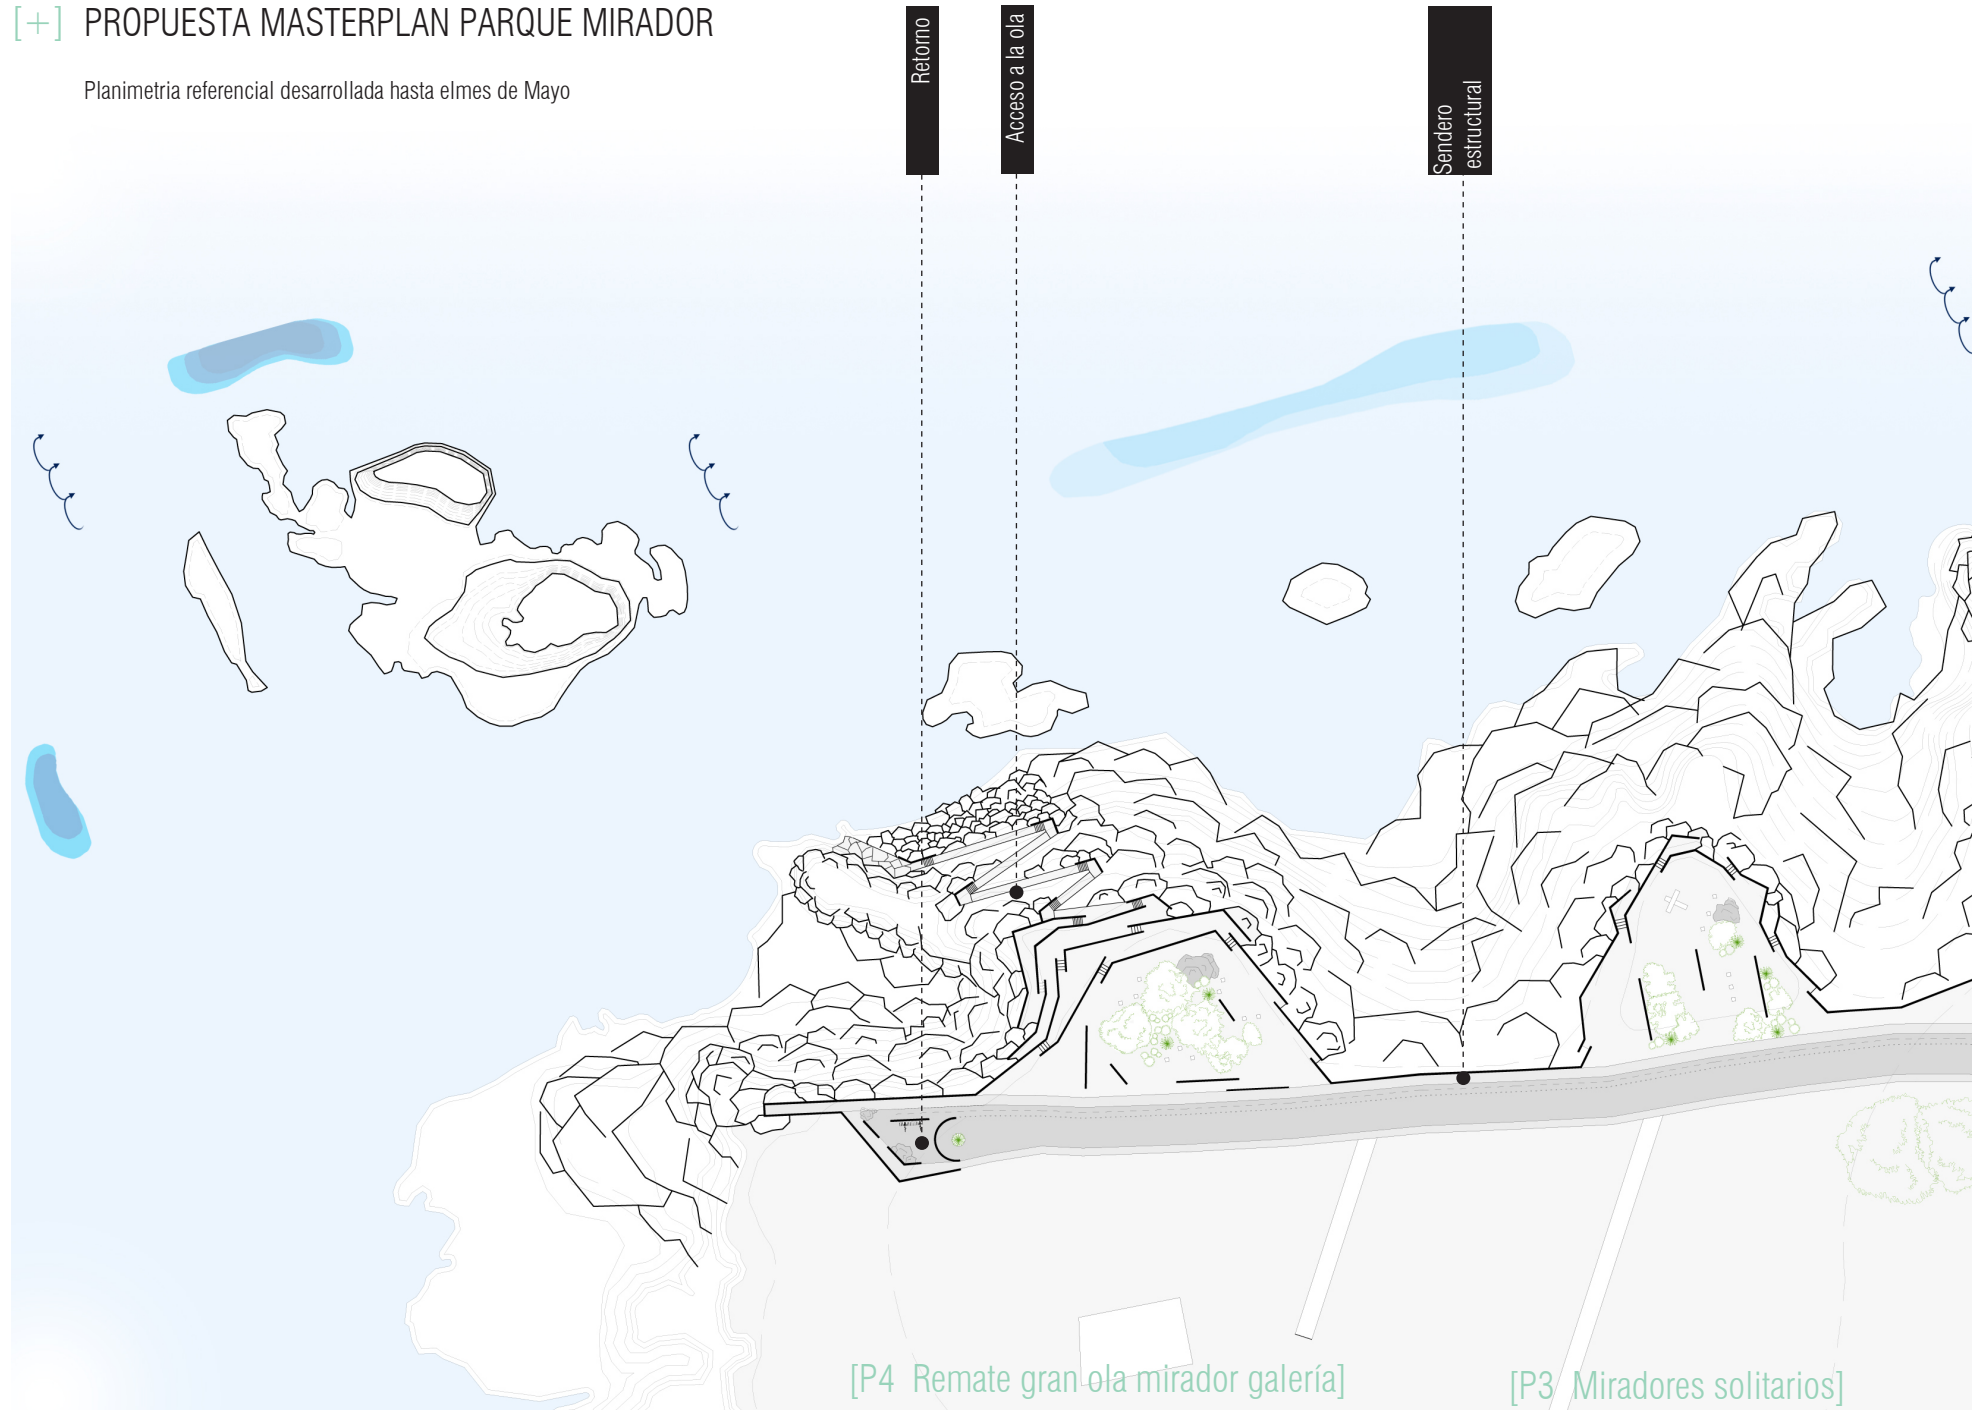 [+] PROPUESTA MASTERPLAN PARQUE MIRADOR
Planimetria referencial desarrollada hasta elmes de Mayo
Retorno
Acceso a la ola
Sendero
estructural
[P4 Remate gran ola mirador galería]
[P3 Miradores solitarios]